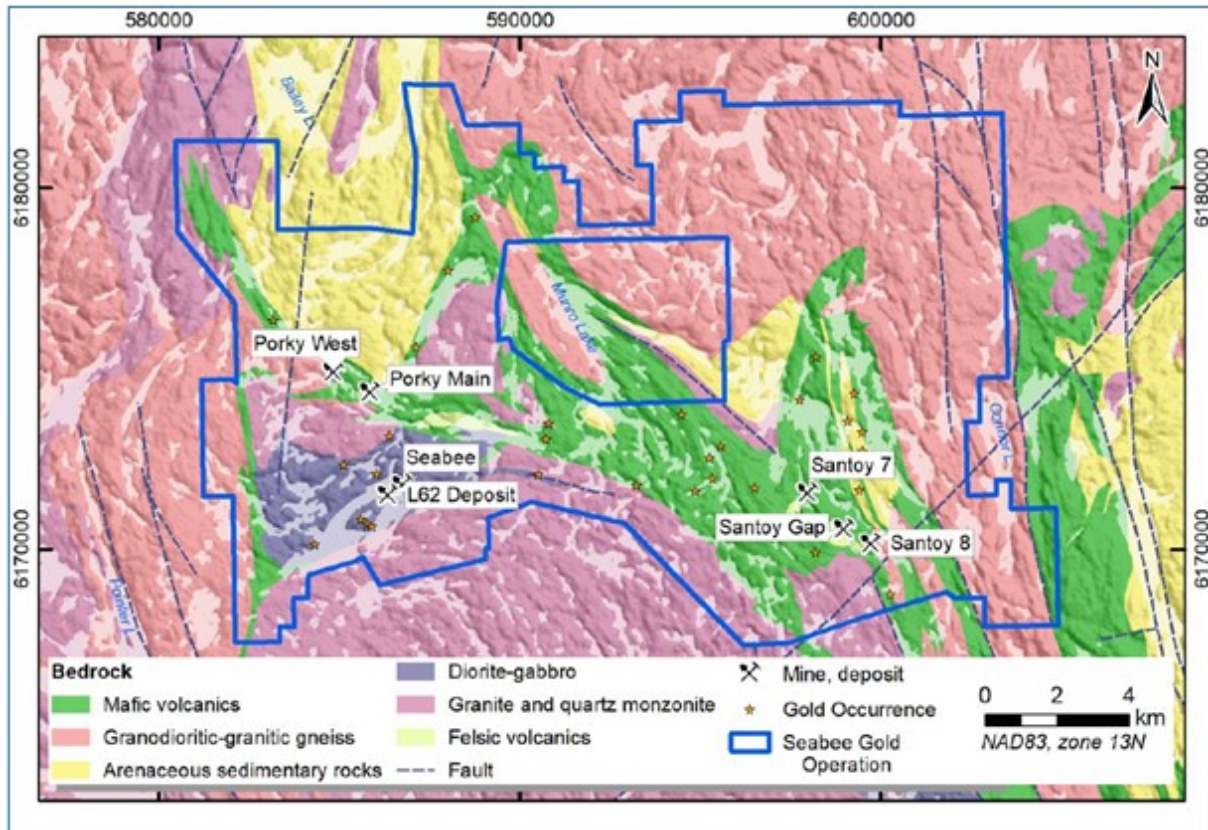 580000
590000
600000
6180000
6180000
6170000
6170000
N
Munro Lake
Porky West
Porky Main
Seabee
L62 Deposit
Santoy 7
Santoy Gap
Santoy 8
Bedrock
Mafic volcanics
Granodioritic-granitic gneiss
Arenaceous sedimentary rocks
Diorite-gabbro
Granite and quartz monzonite
Felsic volcanics
Fault
Mine, deposit
Gold Occurrence
Seabee Gold
Operation
0 2 4
km
NAD83, zone 13N